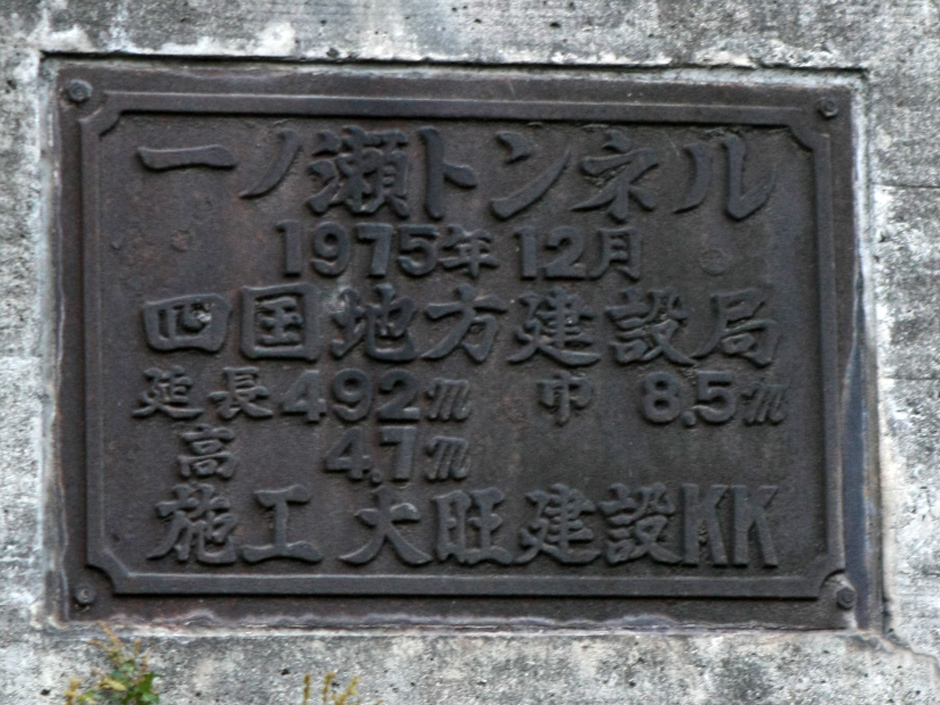 一ノ瀬トンネル
1975年12月
四国地方建設局
延長492m 巾 8.5m
高 4.7m
施工大旺建設KK